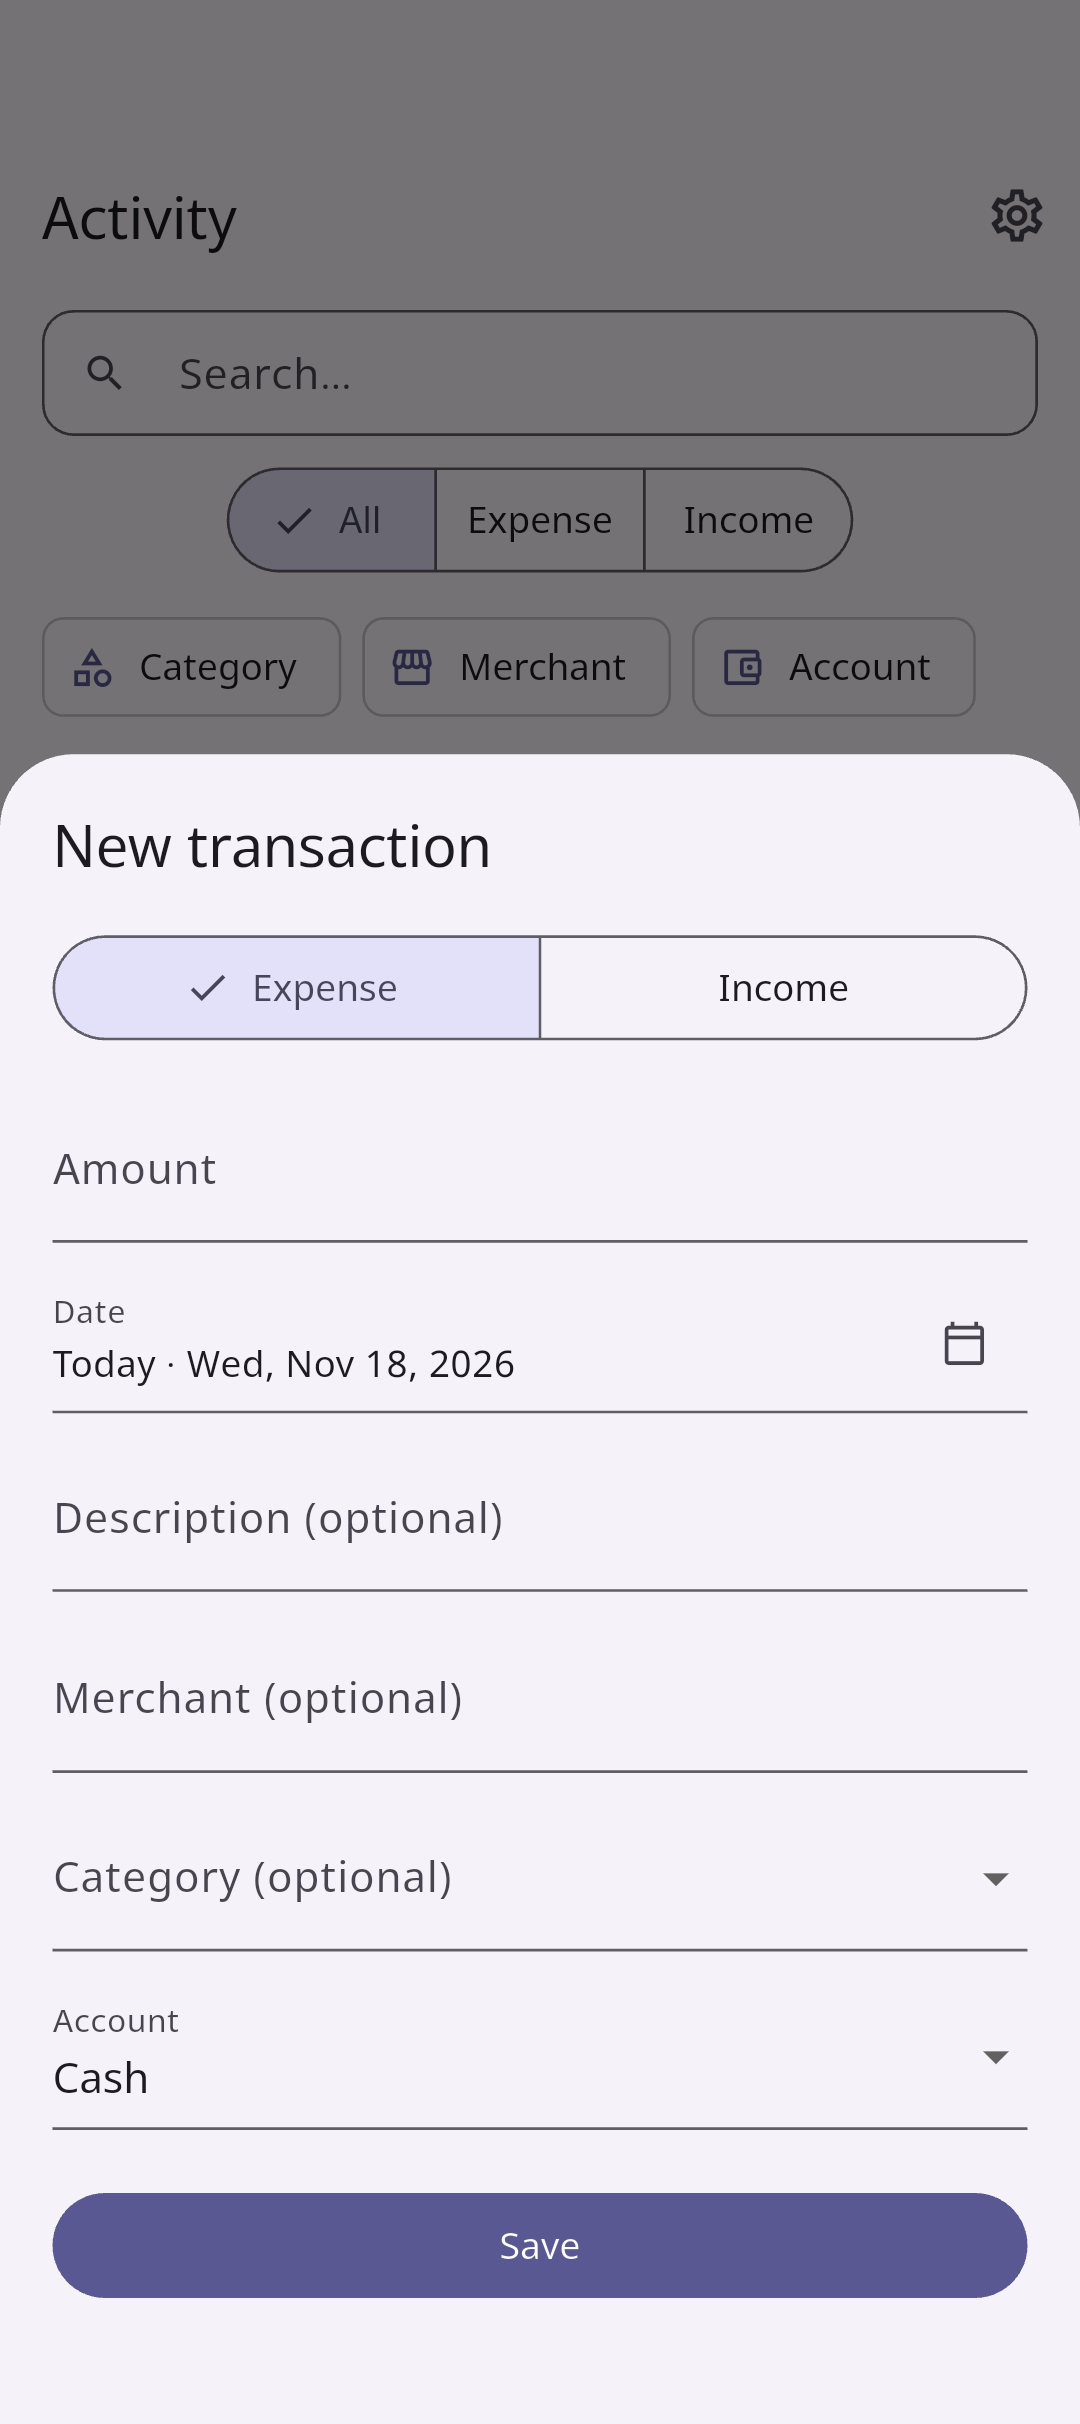 Activity
Search...
All
Expense
Income
Category
Merchant
Account
New transaction
Expense
Income
Amount
Date
Today · Wed, Nov 18, 2026
Description (optional)
Merchant (optional)
Category (optional)
Account
Cash
Save